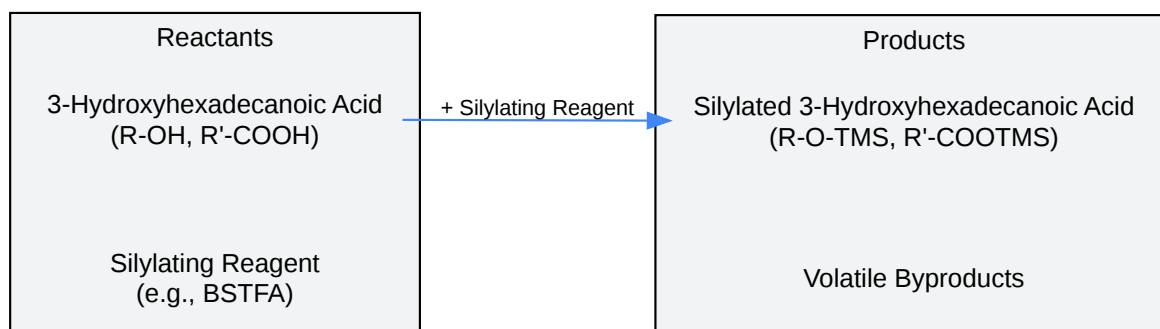 Reactants
3-Hydroxyhexadecanoic Acid
(R-OH, R'-COOH)
Silylating Reagent
(e.g., BSTFA)
+ Silylating Reagent
Products
Silylated 3-Hydroxyhexadecanoic Acid
(R-O-TMS, R'-COOTMS)
Volatile Byproducts